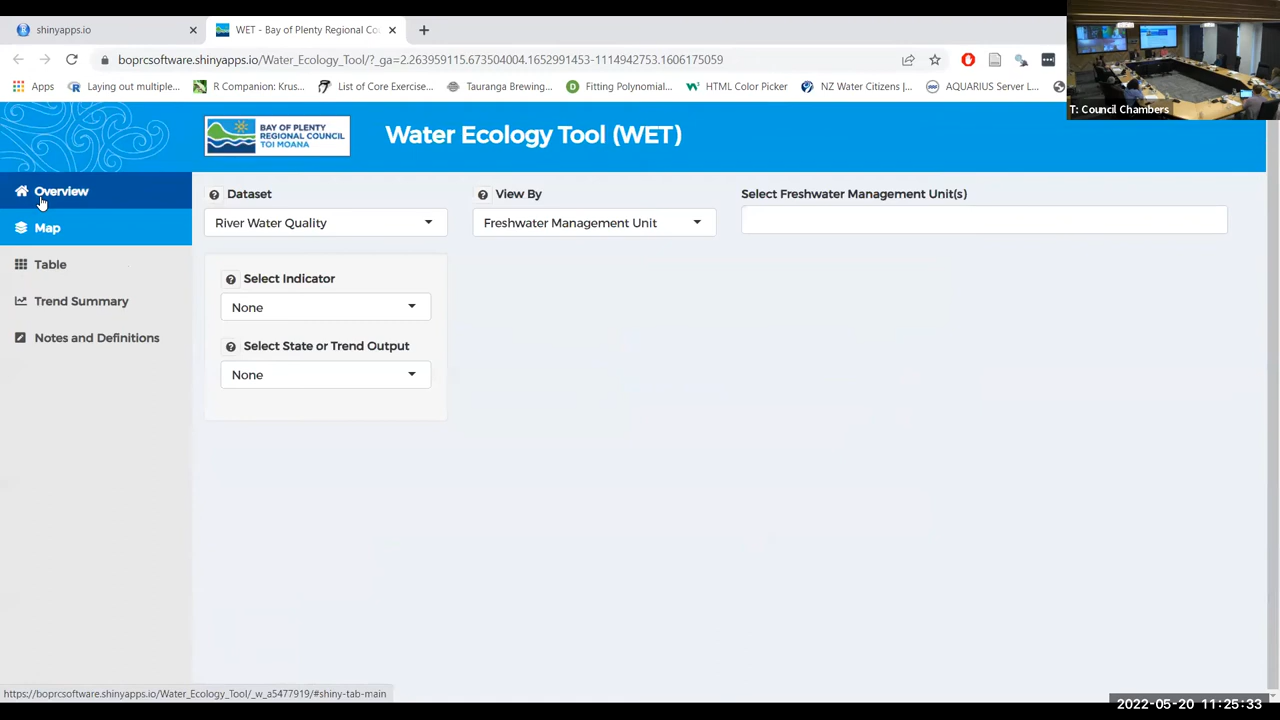 shinyapps.io
WET - Bay of Plenty Regional Co
boprcsoftware.shinyapps.io/Water_Ecology_Tool/?_ga=2.263959115.673504004.1652991453-1114942753.1606175059
Apps
Laying out multiple...
R Companion: Krus...
List of Core Exercise...
Tauranga Brewing...
Fitting Polynomial...
HTML Color Picker
NZ Water Citizens |...
AQUARIUS Server L...
T: Council Chambers
BAY OF PLENTY
REGIONAL COUNCIL
TOI MOANA
Water Ecology Tool (WET)
Overview
Map
Table
Trend Summary
Notes and Definitions
Dataset
River Water Quality
View By
Freshwater Management Unit
Select Freshwater Management Unit(s)
Select Indicator
None
Select State or Trend Output
None
https://boprcsoftware.shinyapps.io/Water_Ecology_Tool/_w_a5477919/#shiny-tab-main
2022-05-20 11:25:33